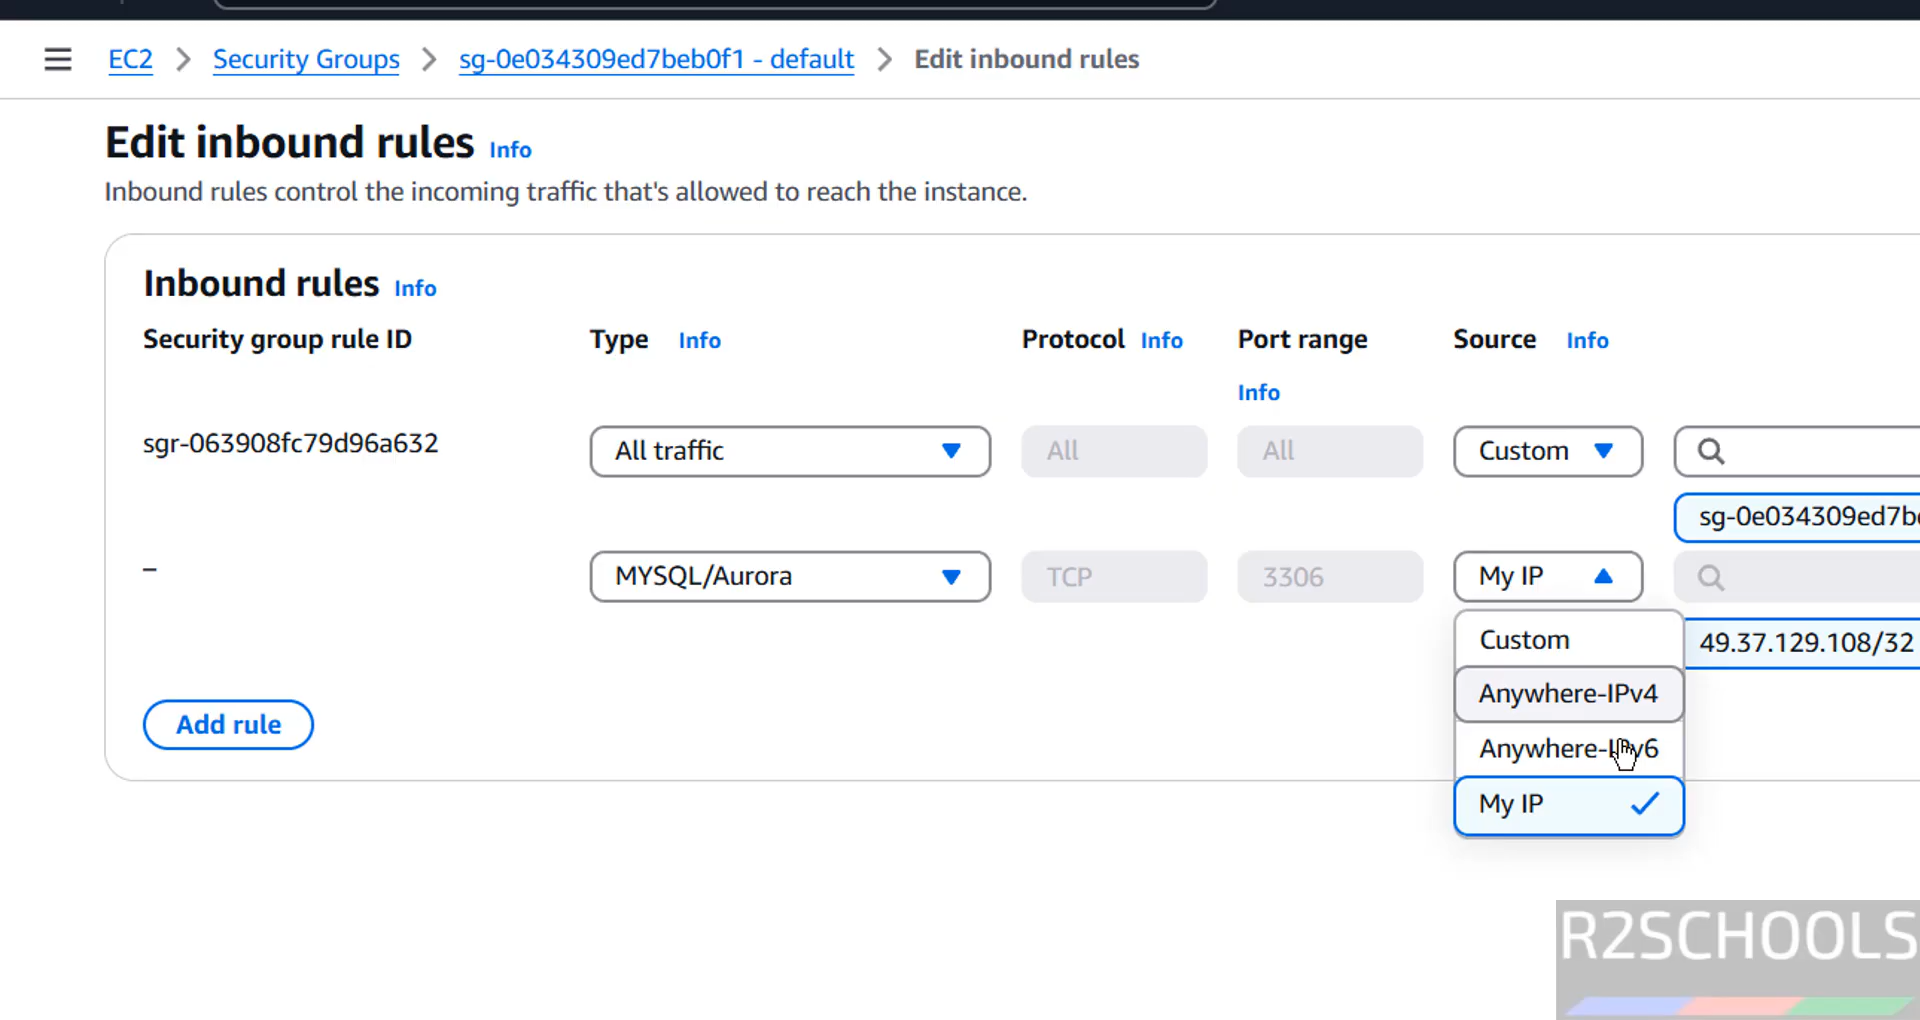 EC2 > Security Groups > sg-0e034309ed7beb0f1 - default > Edit inbound rules
Edit inbound rules Info
Inbound rules control the incoming traffic that's allowed to reach the instance.
Inbound rules Info
Security group rule ID Type Info Protocol Info Port range Info Source Info
sgr-063908fc79d96a632 All traffic All All Custom
sg-0e034309ed7b
– MYSQL/Aurora TCP 3306 My IP
49.37.129.108/32
Custom
Anywhere-IPv4
Anywhere-IPv6
My IP
Add rule
R2SCHOOLS